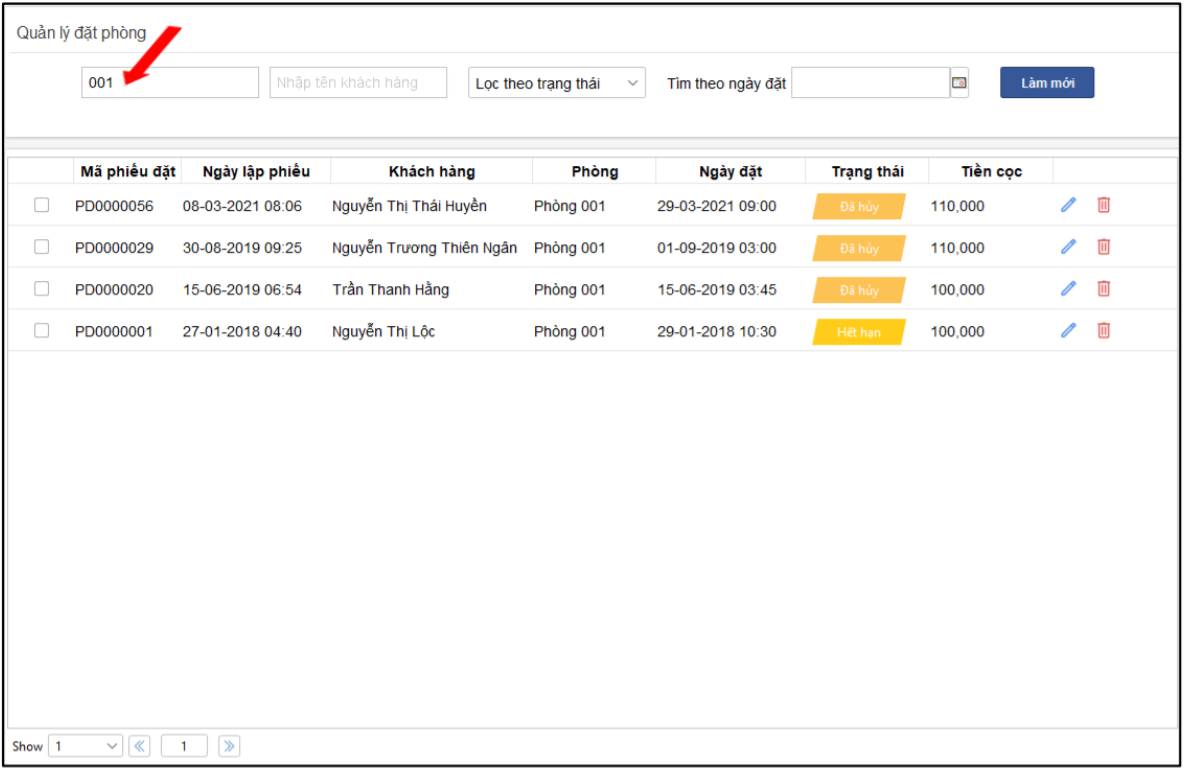 Quản lý đặt phòng
001 Nhập tên khách hàng Lọc theo trạng thái Tìm theo ngày đặt Làm mới
Mã phiếu đặt Ngày lập phiếu Khách hàng Phòng Ngày đặt Trạng thái Tiền cọc
PD0000056 08-03-2021 08:06 Nguyễn Thị Thái Huyền Phòng 001 29-03-2021 09:00 Đã hủy 110,000
PD0000029 30-08-2019 09:25 Nguyễn Trương Thiên Ngân Phòng 001 01-09-2019 03:00 Đã hủy 110,000
PD0000020 15-06-2019 06:54 Trần Thanh Hằng Phòng 001 15-06-2019 03:45 Đã hủy 100,000
PD0000001 27-01-2018 04:40 Nguyễn Thị Lộc Phòng 001 29-01-2018 10:30 Hết hạn 100,000
Show 1 1